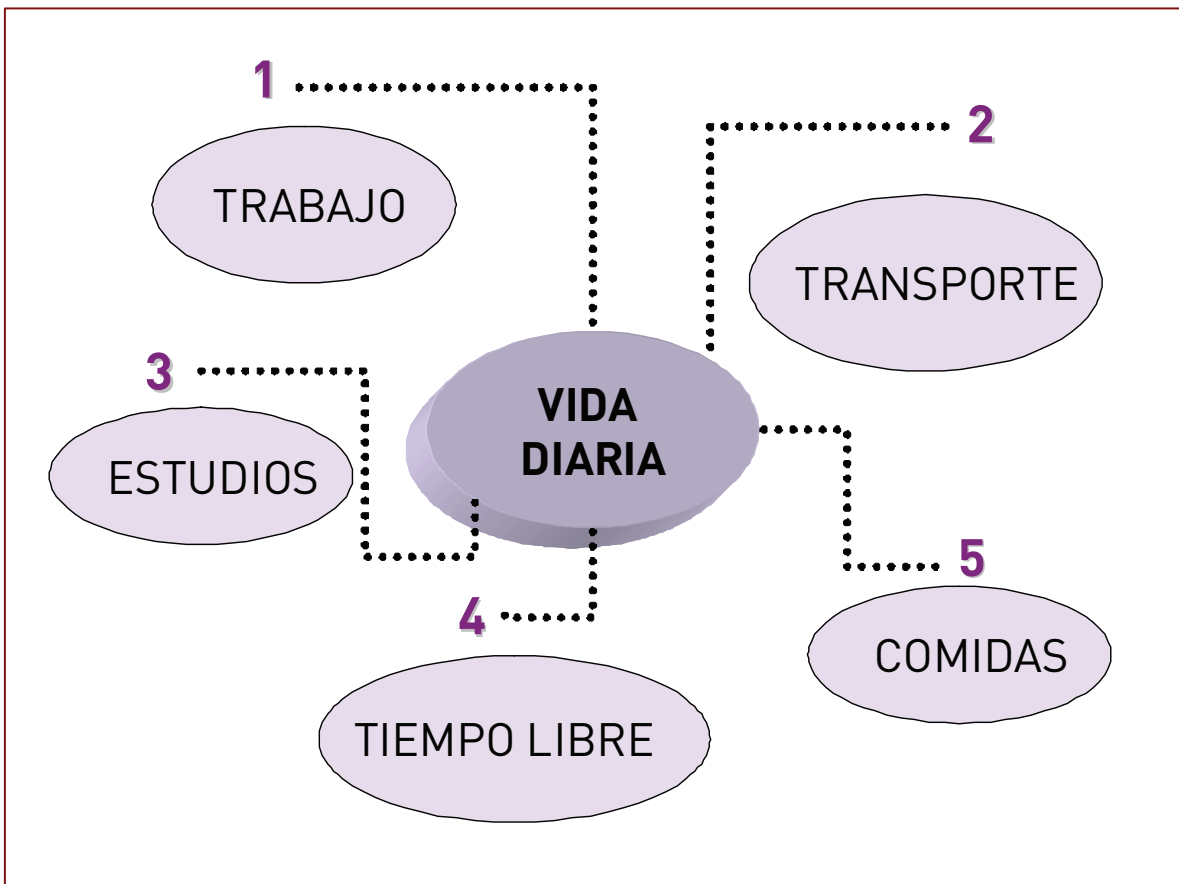 1
TRABAJO
2
TRANSPORTE
3
ESTUDIOS
VIDA
DIARIA
4
TIEMPO LIBRE
5
COMIDAS